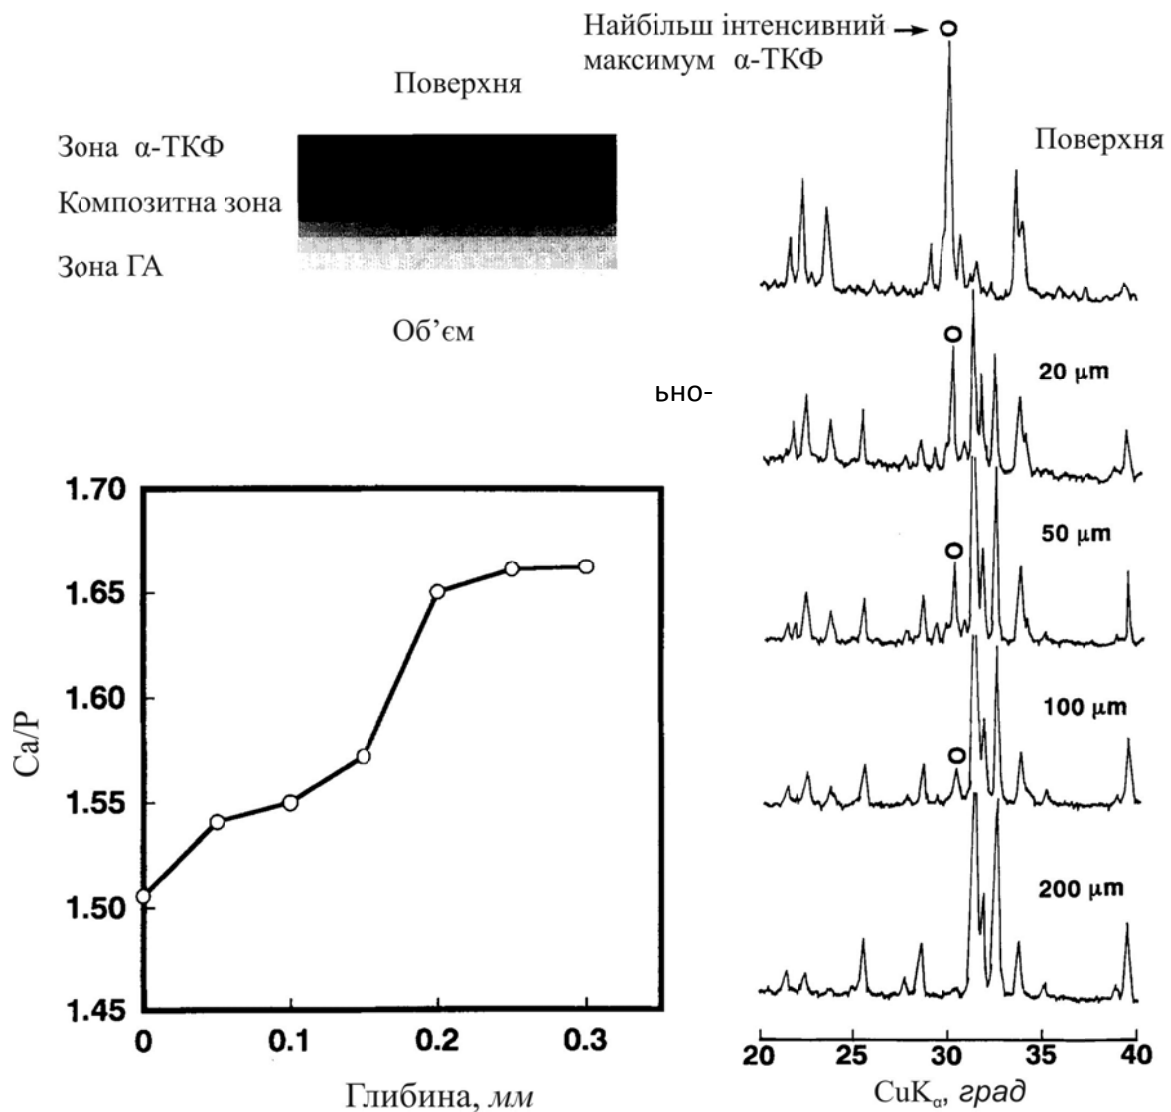 Найбільш інтенсивний
максимум α-ТКФ
O
Поверхня
Зона α-ТКФ
Композитна зона
Зона ГА
Об’єм
ьно-
Поверхня
O
20 μm
O
50 μm
O
100 μm
200 μm
20 25 30 35 40
CuKα, град
Ca/P
1.70
1.65
1.60
1.55
1.50
1.45
0 0.1 0.2 0.3
Глибина, мм